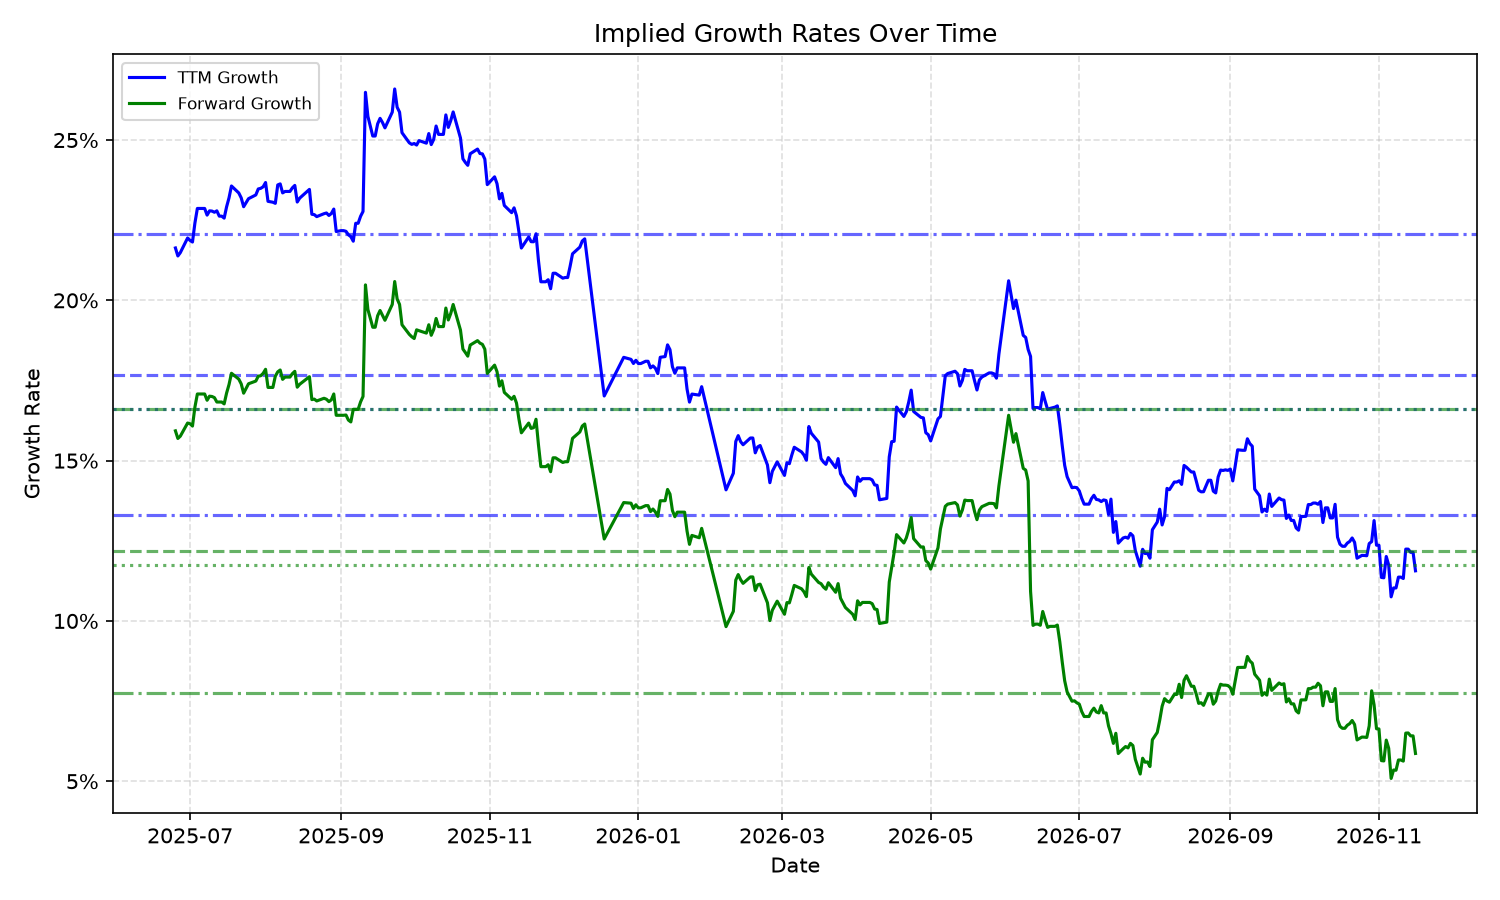 Implied Growth Rates Over Time
TTM Growth
Forward Growth
Growth Rate
25%
20%
15%
10%
5%
2025-07
2025-09
2025-11
2026-01
2026-03
2026-05
2026-07
2026-09
2026-11
Date